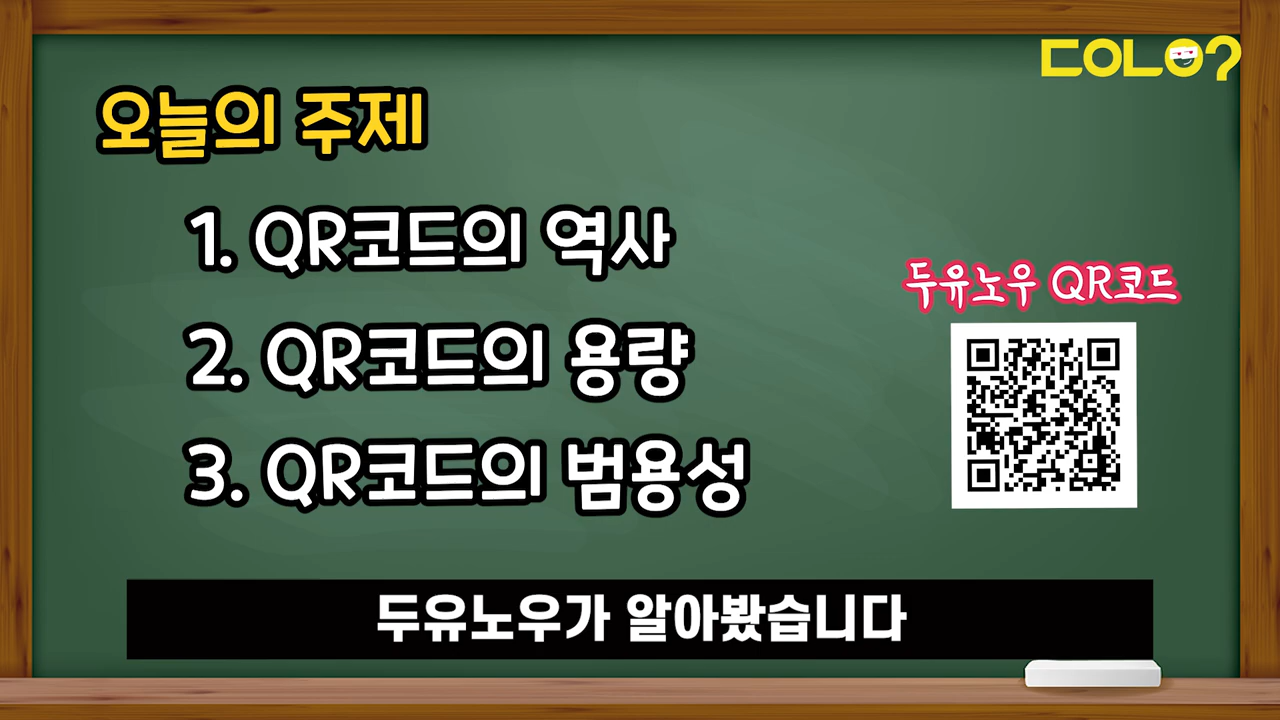 오늘의 주제
1. QR코드의 역사
2. QR코드의 용량
3. QR코드의 범용성
두유노우 QR코드
두유노우가 알아봤습니다